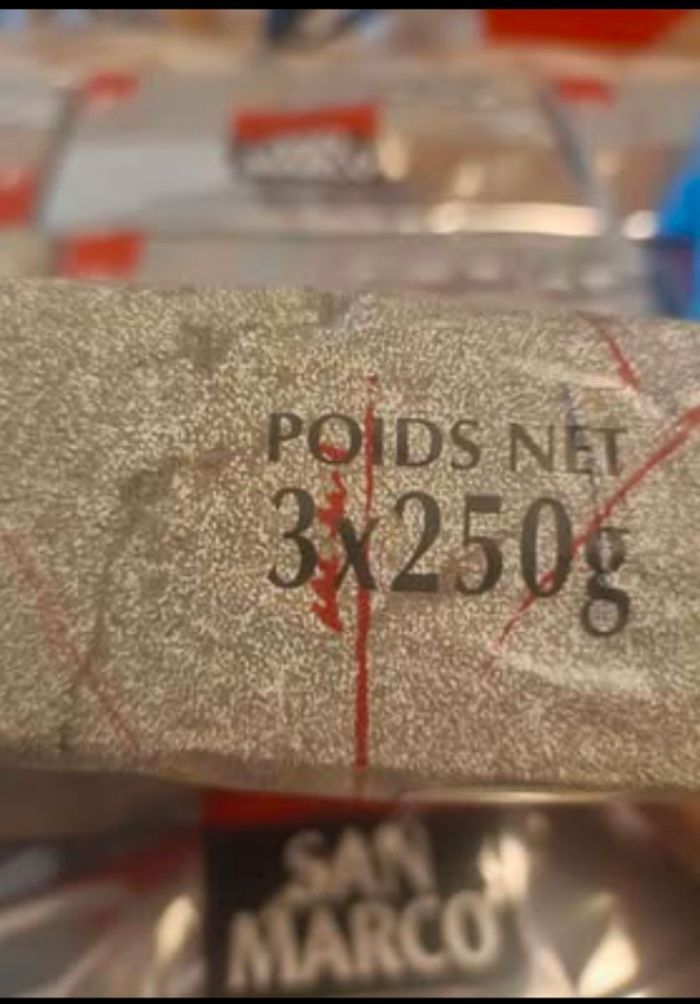 POIDS NET
3x250g
SAN
MARCO